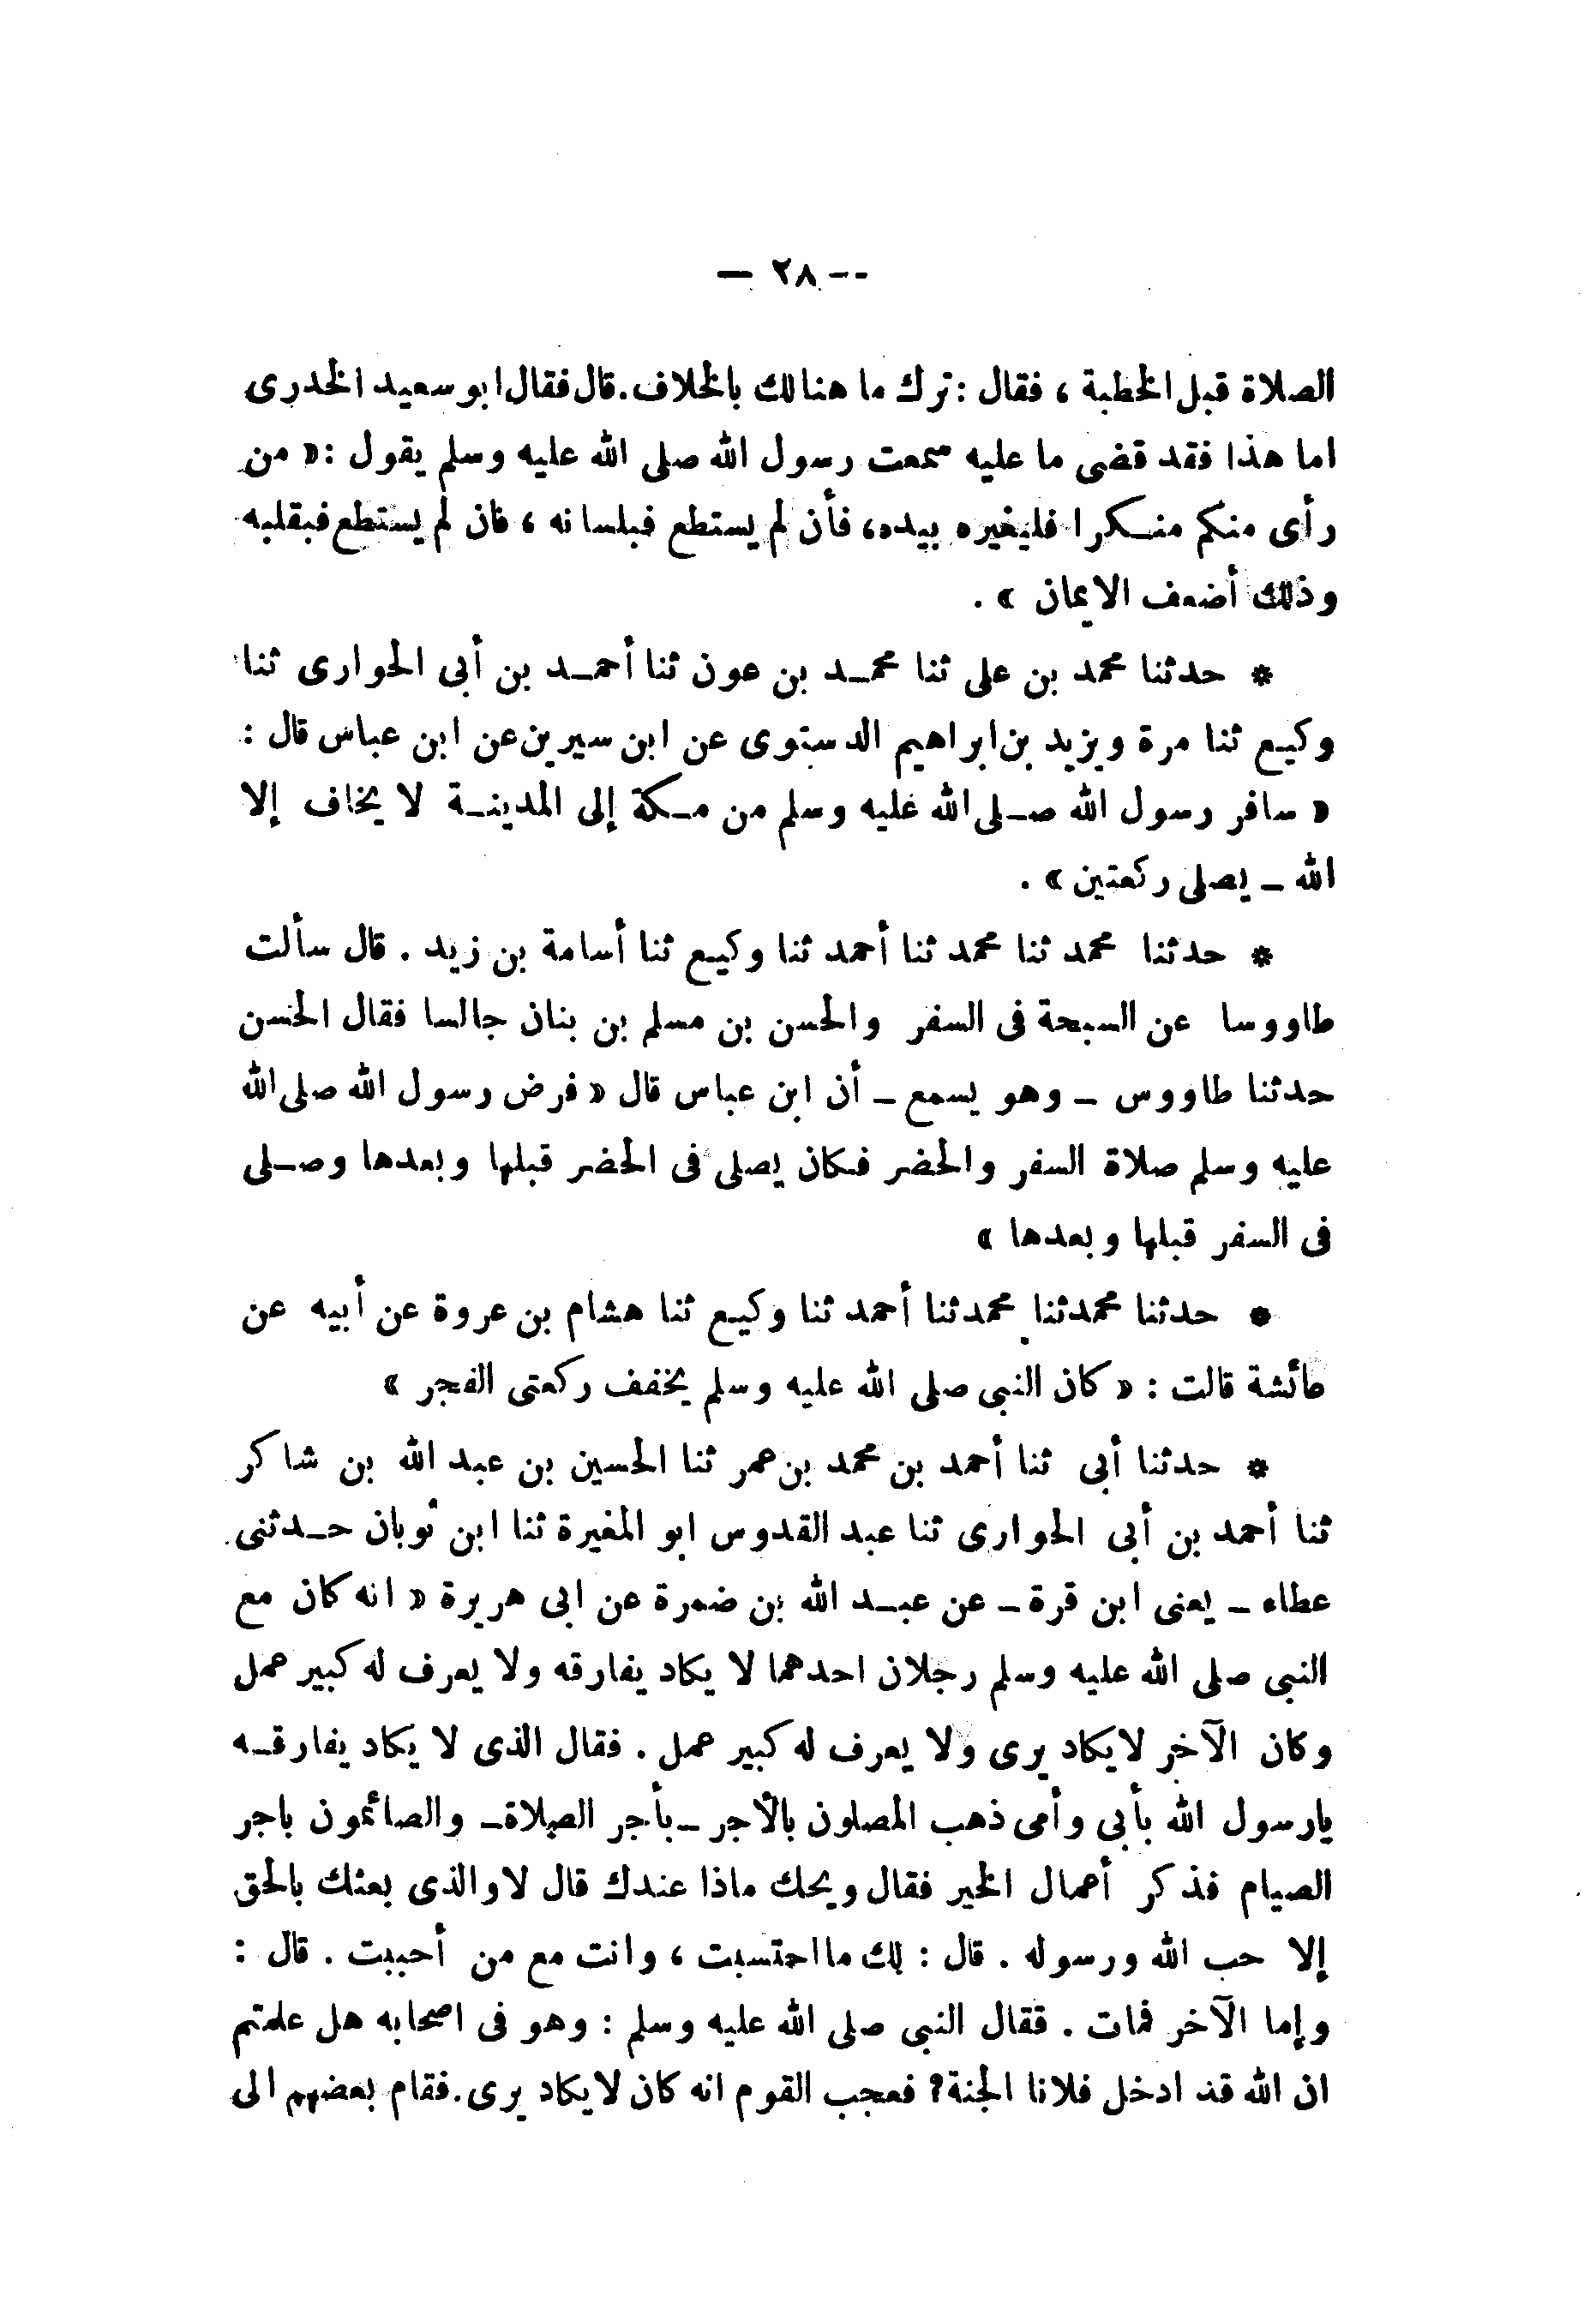 -- ٢٨ —
الصلاة قبل الخطبة ، فقال : ترك ما هنالك بالخلاف . قال فقال ابو سعيد الخدرى
اما هذا فقد قضى ما عليه سمعت رسول الله صلى الله عليه وسلم يقول : « من
رأى منكم منكرا فليغيره بيده، فأن لم يستطع فبلسانه ، فان لم يستطع فبقلبه
وذلك أضعف الايمان » .
* حدثنا محمد بن على ثنا محمد بن عون ثنا أحمد بن أبى الحوارى ثنا
وكيع ثنا مرة ويزيد بن ابراهيم الدستوى عن ابن سيرين عن ابن عباس قال :
« سافر رسول الله صلى الله عليه وسلم من مكة إلى المدينة لا يخاف إلا
الله – يصلى ركعتين » .
* حدثنا محمد ثنا محمد ثنا أحمد ثنا وكيع ثنا أسامة بن زيد . قال سألت
طاووسا عن السبحة فى السفر والحسن بن مسلم بن بنان جالسا فقال الحسن
حدثنا طاووس – وهو يسمع – أن ابن عباس قال « فرض رسول الله صلى الله
عليه وسلم صلاة السفر والحضر فكان يصلى فى الحضر قبلها وبعدها وصلى
فى السفر قبلها وبعدها »
* حدثنا محمد ثنا محمد ثنا أحمد ثنا وكيع ثنا هشام بن عروة عن أبيه عن
عائشة قالت : « كان النبى صلى الله عليه وسلم يخفف ركعتى الفجر »
* حدثنا أبى ثنا أحمد بن محمد بن عمر ثنا الحسين بن عبد الله بن شاكر
ثنا أحمد بن أبى الحوارى ثنا عبد القدوس ابو المغيرة ثنا ابن ثوبان حدثنى
عطاء – يعنى ابن قرة – عن عبد الله بن ضمرة عن ابى هريرة « انه كان مع
النبى صلى الله عليه وسلم رجلان احدهما لا يكاد يفارقه ولا يعرف له كبير عمل
وكان الآخر لا يكاد يرى ولا يعرف له كبير عمل . فقال الذى لا يكاد يفارقه
يارسول الله بأبى وأمى ذهب المصلون بالأجر – بأجر الصلاة – والصائمون باجر
الصيام فذكر أعمال الخير فقال ويحك ماذا عندك قال لا والذى بعثك بالحق
إلا حب الله ورسوله . قال : لك ما احتسبت ، وانت مع من أحببت . قال :
وإما الآخر فمات . فقال النبى صلى الله عليه وسلم : وهو فى اصحابه هل علمتم
ان الله قد ادخل فلانا الجنة؟ فعجب القوم انه كان لا يكاد يرى . فقام بعضهم الى